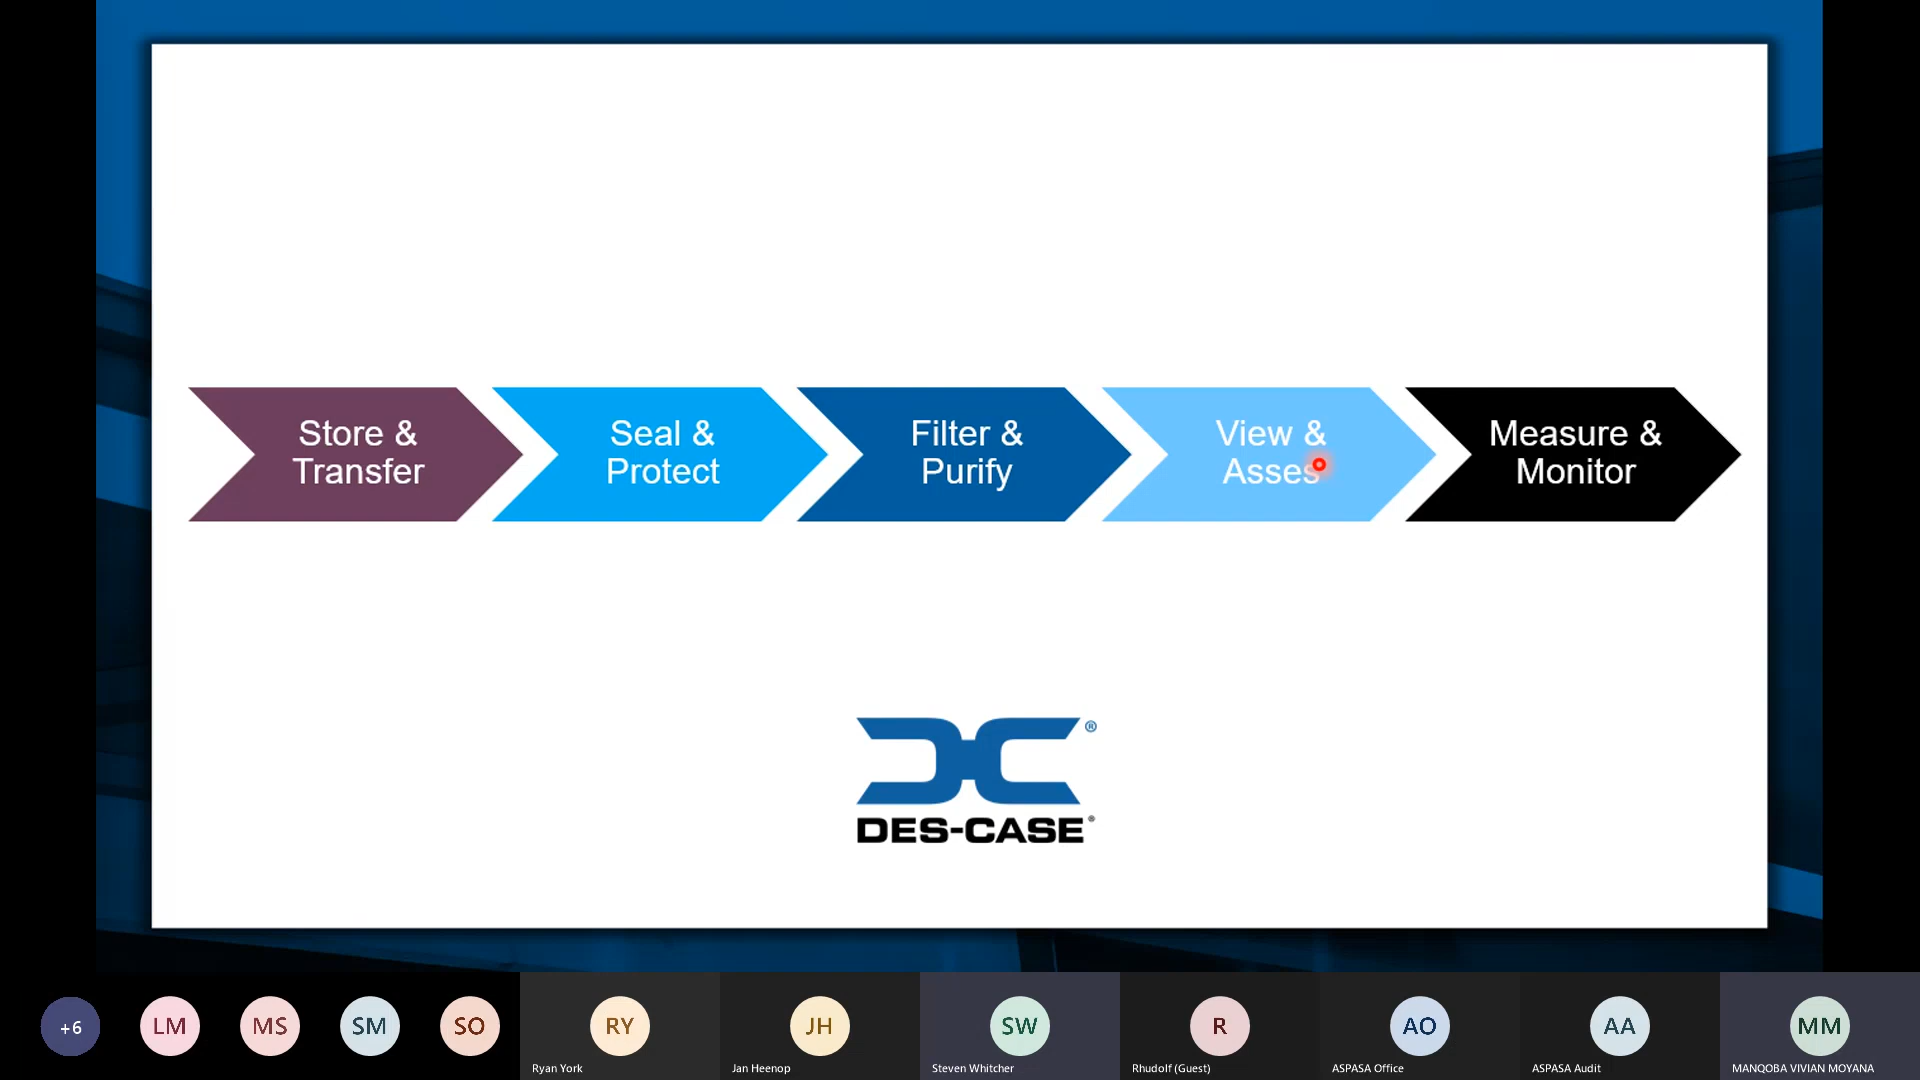 Store &
Transfer
Seal &
Protect
Filter &
Purify
View &
Asses
Measure &
Monitor
®
DES-CASE®
+6
LM
MS
SM
SO
RY
Ryan York
JH
Jan Heenop
SW
Steven Whitcher
R
Rhudolf (Guest)
AO
ASPASA Office
AA
ASPASA Audit
MM
MANQOBA VIVIAN MOYANA